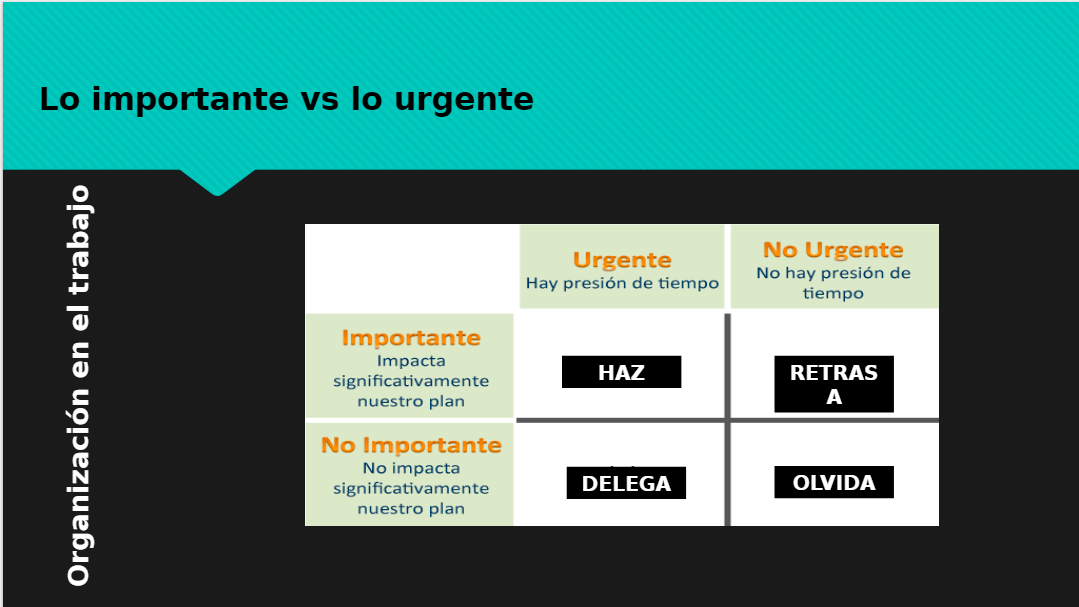 Lo importante vs lo urgente
Organización en el trabajo
Urgente
Hay presión de tiempo
No Urgente
No hay presión de
tiempo
Importante
Impacta
significativamente
nuestro plan
HAZ
RETRAS
A
No Importante
No impacta
significativamente
nuestro plan
DELEGA
OLVIDA